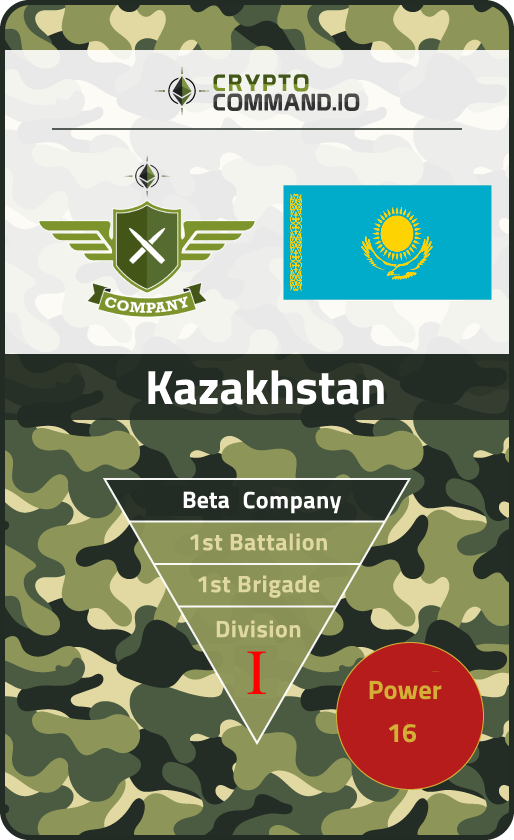 CRYPTO
COMMAND.IO
COMPANY
Kazakhstan
Beta Company
1st Battalion
1st Brigade
Division
I
Power
16